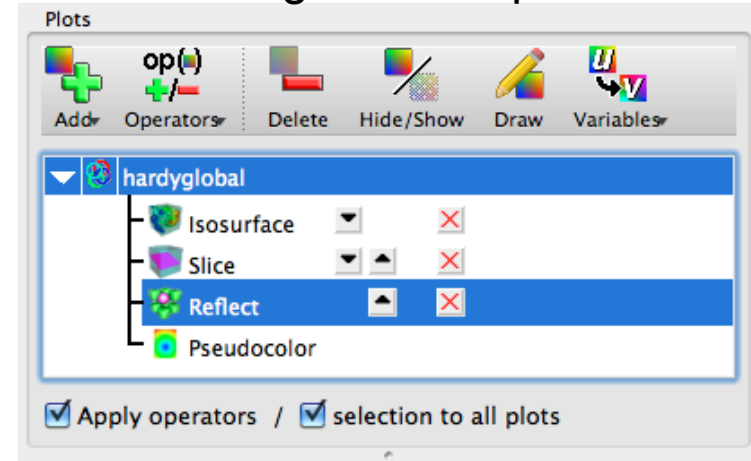 Plots
op( )
+/-
Add Operators Delete Hide/Show Draw Variables
U
V
hardyglobal
Isosurface
Slice
Reflect
Pseudocolor
Apply operators / selection to all plots